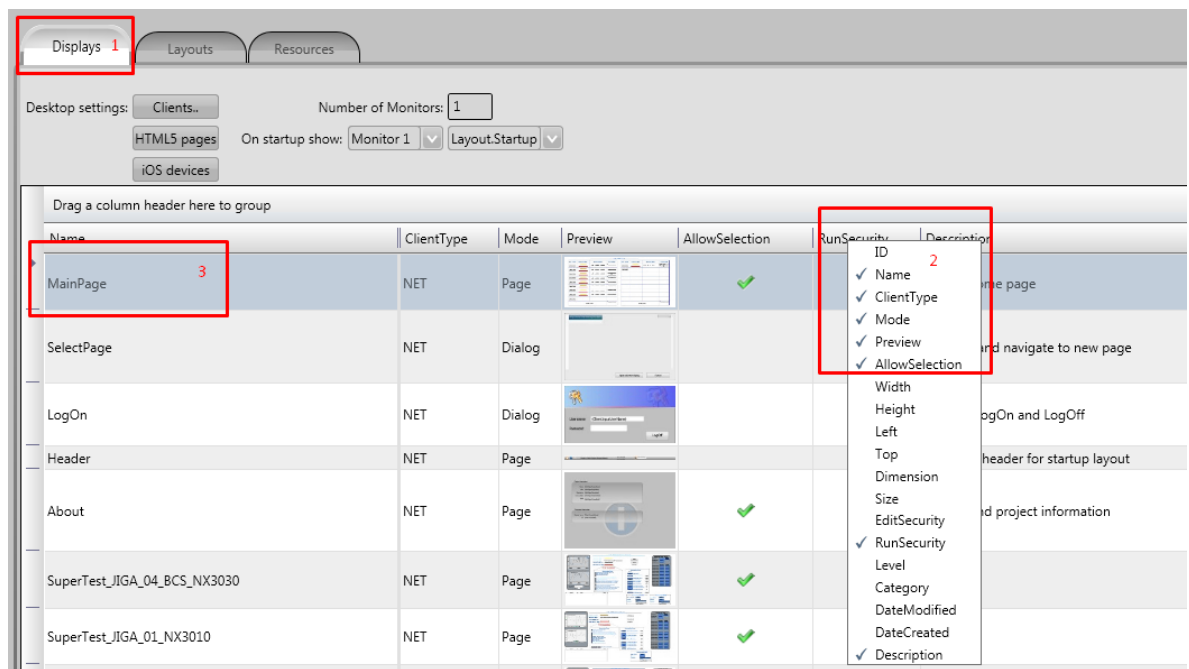 Displays 1 Layouts Resources
Desktop settings: Clients.. Number of Monitors: 1
HTML5 pages On startup show: Monitor 1 Layout.Startup
iOS devices
Drag a column header here to group
Name ClientType Mode Preview AllowSelection RunSecurity Description
ID
2
Name
ClientType
Mode
Preview
AllowSelection
Width
Height
Left
Top
Dimension
Size
EditSecurity
RunSecurity
Level
Category
DateModified
DateCreated
Description
MainPage 3 NET Page me page
SelectPage NET Dialog nd navigate to new page
LogOn NET Dialog ogOn and LogOff
Header NET Page header for startup layout
About NET Page nd project information
SuperTest_JIGA_04_BCS_NX3030 NET Page
SuperTest_JIGA_01_NX3010 NET Page